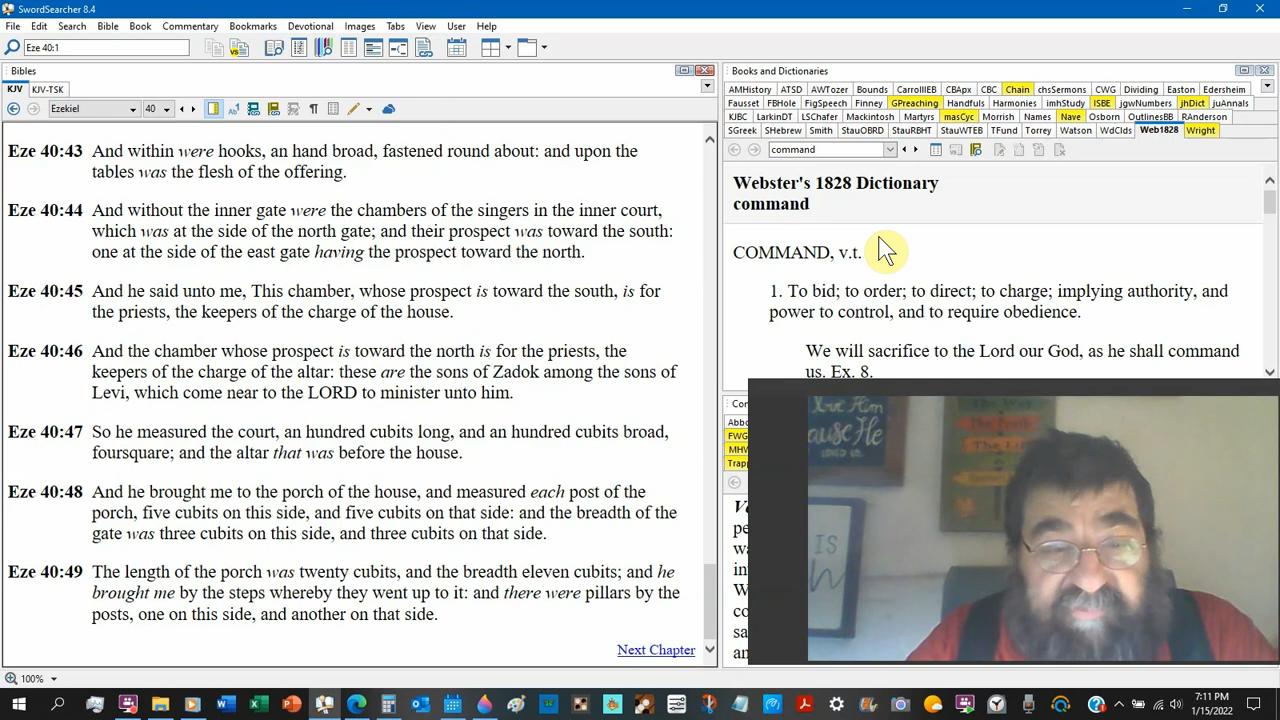 SwordSearcher 8.4
File Edit Search Bible Book Commentary Bookmarks Devotional Images Tabs View User Help
Eze 40:1
Bibles
KJV KJV-TSK
Ezekiel 40
Eze 40:43 And within were hooks, an hand broad, fastened round about: and upon the
tables was the flesh of the offering.
Eze 40:44 And without the inner gate were the chambers of the singers in the inner court,
which was at the side of the north gate; and their prospect was toward the south:
one at the side of the east gate having the prospect toward the north.
Eze 40:45 And he said unto me, This chamber, whose prospect is toward the south, is for
the priests, the keepers of the charge of the house.
Eze 40:46 And the chamber whose prospect is toward the north is for the priests, the
keepers of the charge of the altar: these are the sons of Zadok among the sons of
Levi, which come near to the LORD to minister unto him.
Eze 40:47 So he measured the court, an hundred cubits long, and an hundred cubits broad,
foursquare; and the altar that was before the house.
Eze 40:48 And he brought me to the porch of the house, and measured each post of the
porch, five cubits on this side, and five cubits on that side: and the breadth of the
gate was three cubits on this side, and three cubits on that side.
Eze 40:49 The length of the porch was twenty cubits, and the breadth eleven cubits; and he
brought me by the steps whereby they went up to it: and there were pillars by the
posts, one on this side, and another on that side.
Next Chapter
100%
Books and Dictionaries
AMHistory ATSD AWTozer Bounds CarrollIEB CBApx CBC Chain chsSermons CWG Dividing Easton Edersheim
Fausset FBHole FigSpeech Finney GPreaching Handfuls Harmonies imhStudy ISBE jgwNumbers jhDict juAnnals
KJBC LarkinDT LSChafer Mackintosh Martyrs masCyc Morrish Names Nave Osborn OutlinesBB RAnderson
SGreek SHebrew Smith StauOBRD StauRBHT StauWTEB TFund Torrey Watson WdClds Web1828 Wright
command
Webster's 1828 Dictionary
command
COMMAND, v.t.
1. To bid; to order; to direct; to charge; implying authority, and
power to control, and to require obedience.
We will sacrifice to the Lord our God, as he shall command
us. Ex. 8.
Cor
Abbo
FWG
MHW
Trapp
Love Him
cause He
IS
7:11 PM
1/15/2022